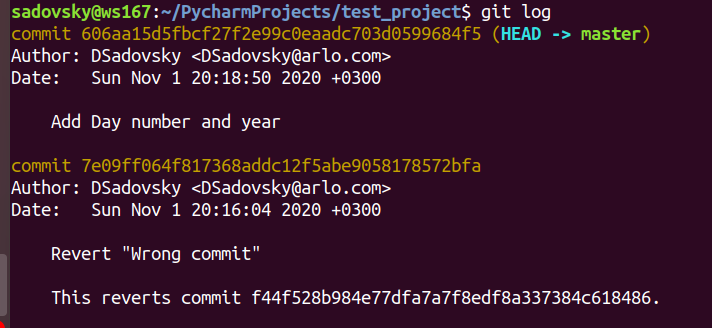 sadovsky@ws167:~/PycharmProjects/test_project$ git log
commit 606aa15d5fbcf27f2e99c0eaadc703d0599684f5 (HEAD -> master)
Author: DSadovsky <DSadovsky@arlo.com>
Date:   Sun Nov 1 20:18:50 2020 +0300

    Add Day number and year

commit 7e09ff064f817368addc12f5abe9058178572bfa
Author: DSadovsky <DSadovsky@arlo.com>
Date:   Sun Nov 1 20:16:04 2020 +0300

    Revert "Wrong commit"

    This reverts commit f44f528b984e77dfa7a7f8edf8a337384c618486.